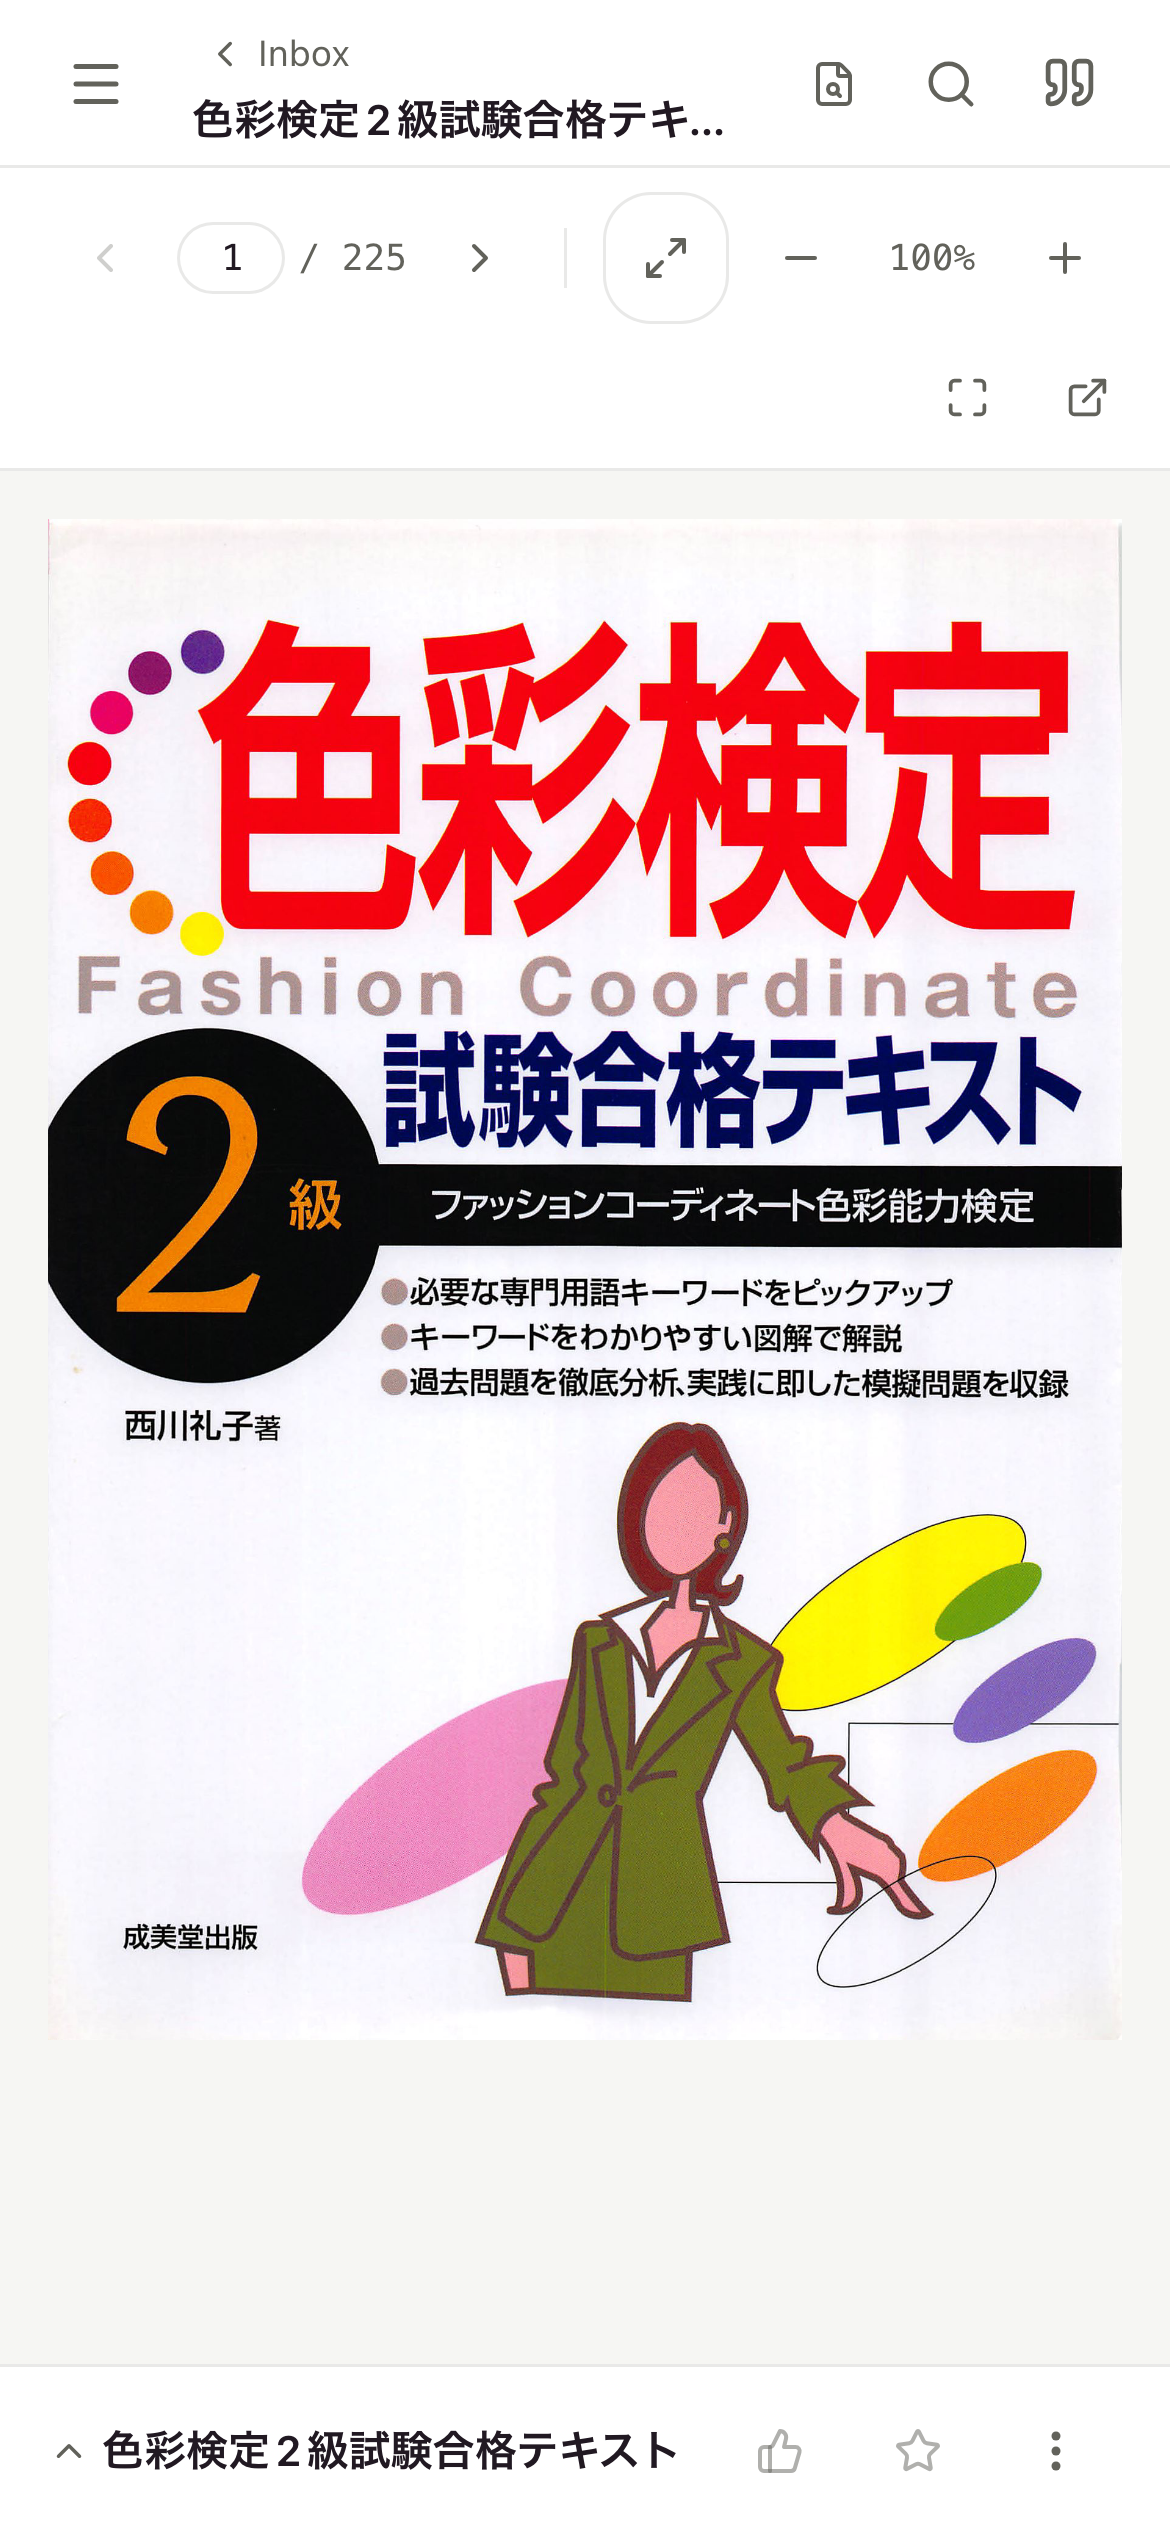 Inbox
色彩検定2級試験合格テキ...
1 / 225
100%
色彩検定
Fashion Coordinate
試験合格テキスト
2級
ファッションコーディネート色彩能力検定
●必要な専門用語キーワードをピックアップ
●キーワードをわかりやすい図解で解説
●過去問題を徹底分析、実践に即した模擬問題を収録
西川礼子著
成美堂出版
色彩検定2級試験合格テキスト